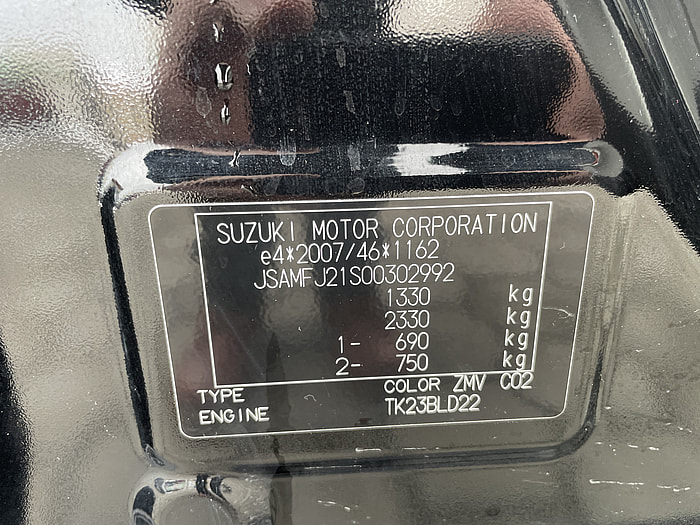 SUZUKI MOTOR CORPORATION
e4*2007/46*1162
JSAMFJ21S00302992
1330 kg
2330 kg
1- 690 kg
2- 750 kg
TYPE COLOR ZMV C02
ENGINE TK23BLD22